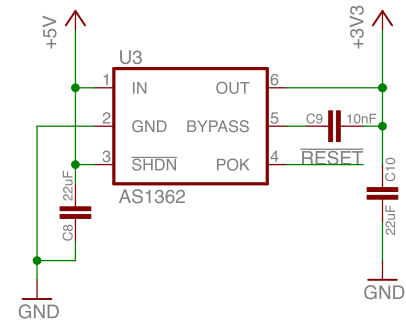 +5V
+3V3
U3
1
IN
OUT
6
2
GND
BYPASS
5
C9
10nF
3
SHDN
POK
4
RESET
AS1362
22uF
C8
C10
22uF
GND
GND